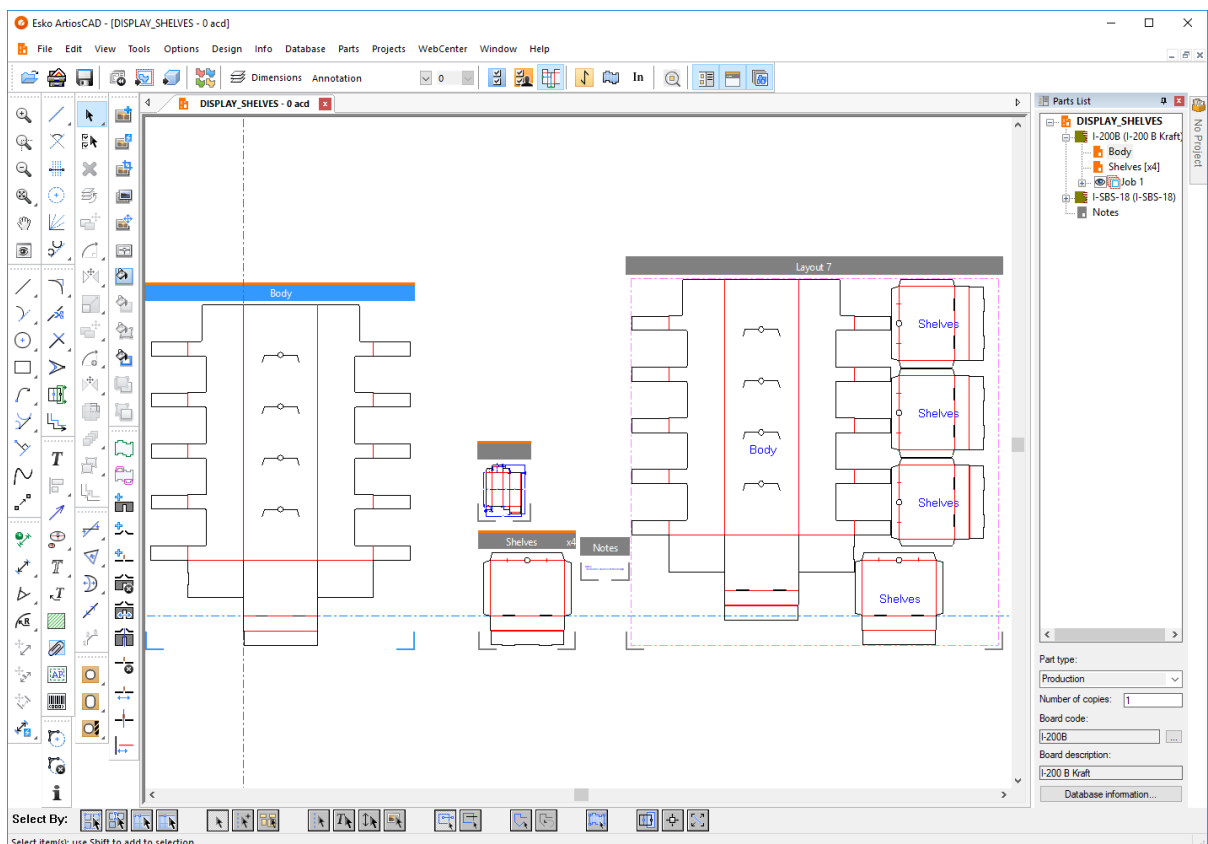 Esko ArtiosCAD - [DISPLAY_SHELVES - 0 acd]
File Edit View Tools Options Design Info Database Parts Projects WebCenter Window Help
Dimensions Annotation 0 In
DISPLAY_SHELVES - 0 acd
Parts List
DISPLAY_SHELVES
I-200B (I-200 B Kraft)
Body
Shelves [x4]
Job 1
I-SBS-18 (I-SBS-18)
Notes
No Project
Layout 7
Body
Shelves
Shelves
Body
Shelves
Shelves x4
Notes
Shelves
Part type:
Production
Number of copies: 1
Board code:
I-200B ...
Board description:
I-200 B Kraft
Database information...
Select By:
Select item(s); use Shift to add to selection